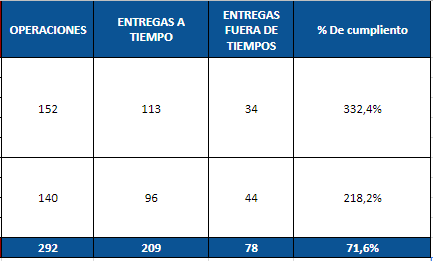 OPERACIONES ENTREGAS A TIEMPO ENTREGAS FUERA DE TIEMPOS % De cumpliento
152 113 34 332,4%
140 96 44 218,2%
292 209 78 71,6%